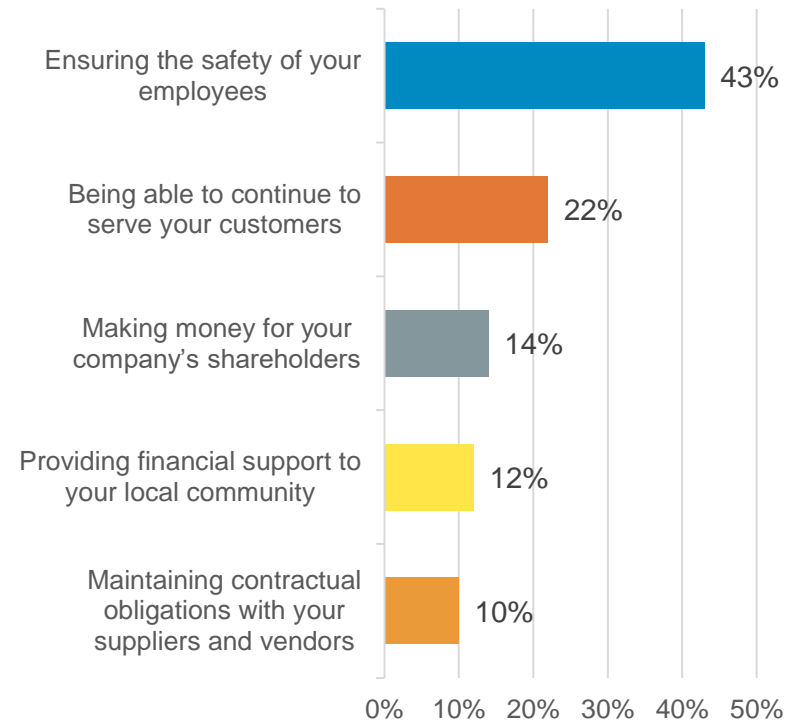 Ensuring the safety of your
employees
43%
Being able to continue to
serve your customers
22%
Making money for your
company’s shareholders
14%
Providing financial support to
your local community
12%
Maintaining contractual
obligations with your
suppliers and vendors
10%
0% 10% 20% 30% 40% 50%